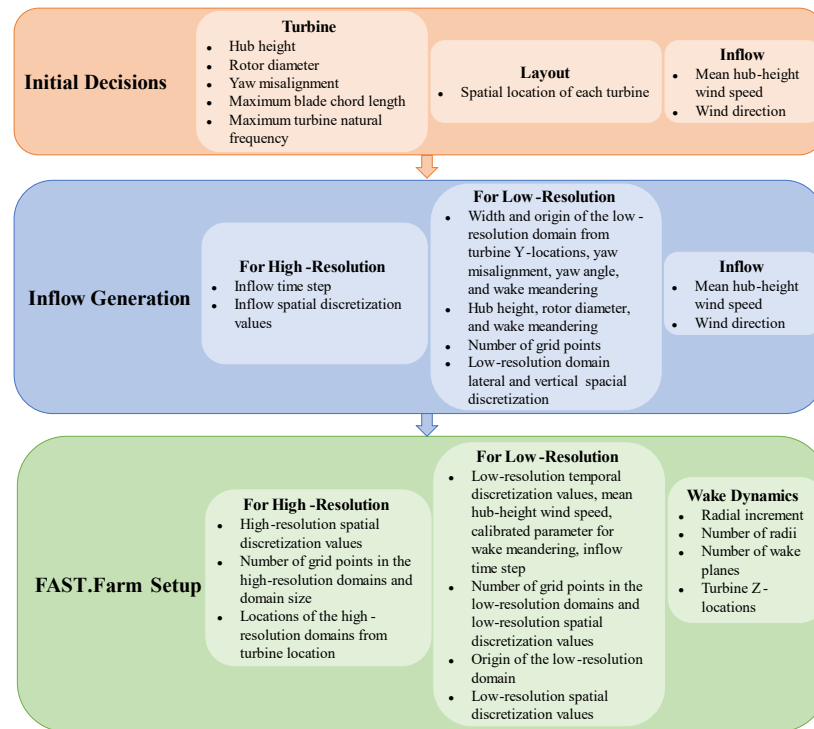 Initial Decisions
Turbine
• Hub height
• Rotor diameter
• Yaw misalignment
• Maximum blade chord length
• Maximum turbine natural
frequency
Layout
• Spatial location of each turbine
Inflow
• Mean hub-height
wind speed
• Wind direction
Inflow Generation
For High -Resolution
• Inflow time step
• Inflow spatial discretization
values
For Low-Resolution
• Width and origin of the low-
resolution domain from
turbine Y-locations, yaw
misalignment, yaw angle,
and wake meandering
• Hub height, rotor diameter,
and wake meandering
• Number of grid points
• Low-resolution domain
lateral and vertical spacial
discretization
Inflow
• Mean hub-height
wind speed
• Wind direction
FAST.Farm Setup
For High -Resolution
• High-resolution spatial
discretization values
• Number of grid points in the
high-resolution domains and
domain size
• Locations of the high -
resolution domains from
turbine location
For Low-Resolution
• Low-resolution temporal
discretization values, mean
hub-height wind speed,
calibrated parameter for
wake meandering, inflow
time step
• Number of grid points in the
low-resolution domains and
low-resolution spatial
discretization values
• Origin of the low-resolution
domain
• Low-resolution spatial
discretization values
Wake Dynamics
• Radial increment
• Number of radii
• Number of wake
planes
• Turbine Z-
locations